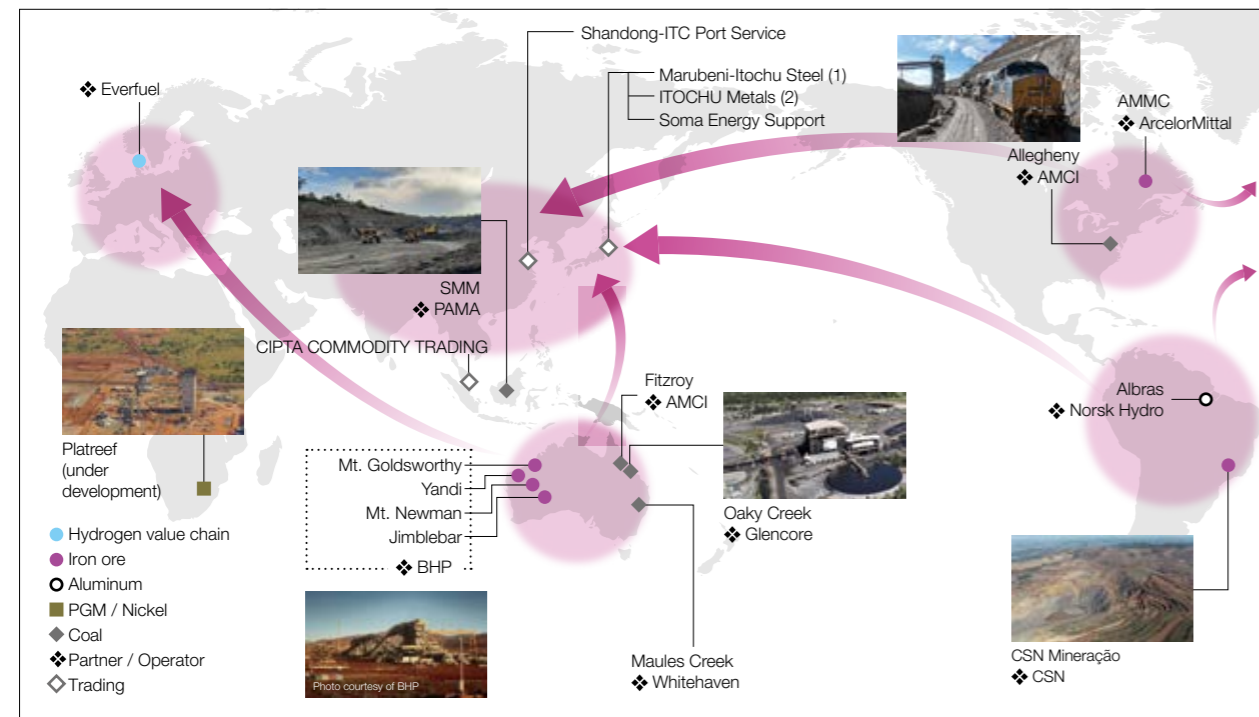 Shandong-ITC Port Service
❖ Everfuel
Marubeni-Itochu Steel (1)
ITOCHU Metals (2)
Soma Energy Support
AMMC
❖ ArcelorMittal
Allegheny
❖ AMCI
SMM
❖ PAMA
CIPTA COMMODITY TRADING
Fitzroy
❖ AMCI
Albras
❖ Norsk Hydro
Platreef
(under
development)
Mt. Goldsworthy
Yandi
Mt. Newman
Jimblebar
❖ BHP
Oaky Creek
❖ Glencore
Hydrogen value chain
Iron ore
Aluminum
PGM / Nickel
Coal
❖ Partner / Operator
Trading
Photo courtesy of BHP
Maules Creek
❖ Whitehaven
CSN Mineração
❖ CSN